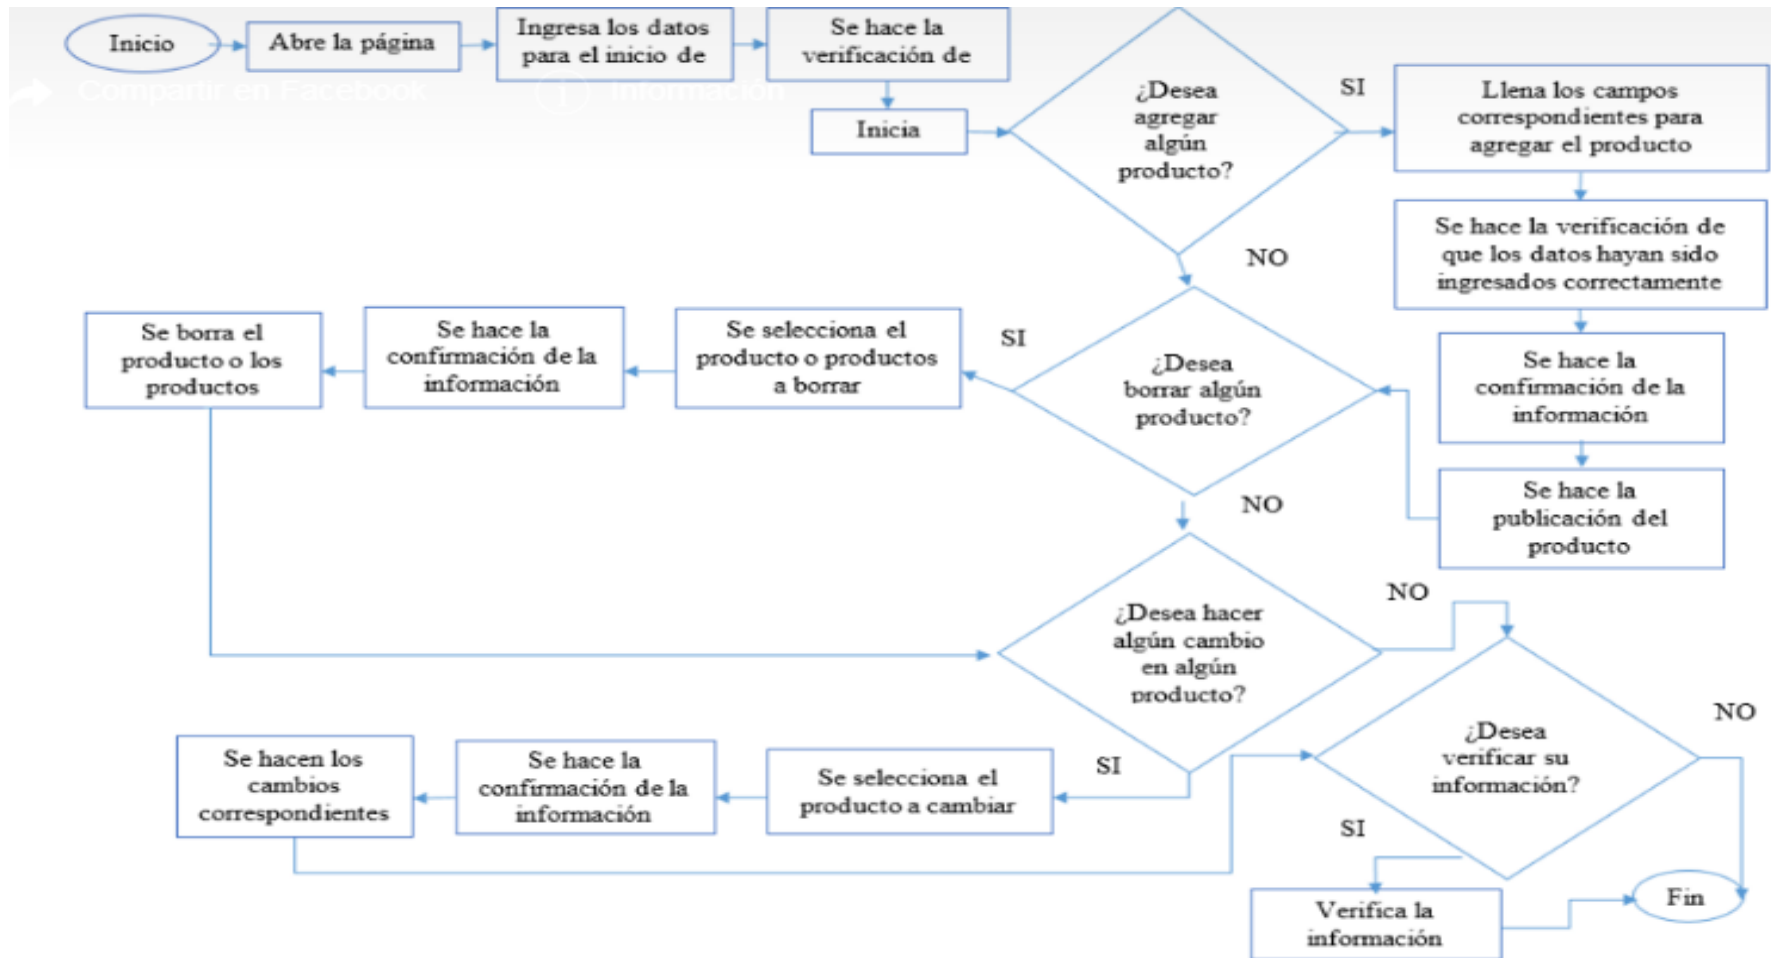 Inicio
Abre la página
Ingresa los datos
para el inicio de
Se hace la
verificación de
Inicia
¿Desea
agregar
algún
producto?
SI
NO
Llena los campos
correspondientes para
agregar el producto
Se hace la verificación de
que los datos hayan sido
ingresados correctamente
Se hace la
confirmación de la
información
Se hace la
publicación del
producto
¿Desea
borrar algún
producto?
SI
NO
Se selecciona el
producto o productos
a borrar
Se hace la
confirmación de la
información
Se borra el
producto o los
productos
¿Desea hacer
algún cambio
en algún
producto?
NO
SI
Se selecciona el
producto a cambiar
Se hace la
confirmación de la
información
Se hacen los
cambios
correspondientes
¿Desea
verificar su
información?
NO
SI
Verifica la
información
Fin
Compartir en Facebook
Información